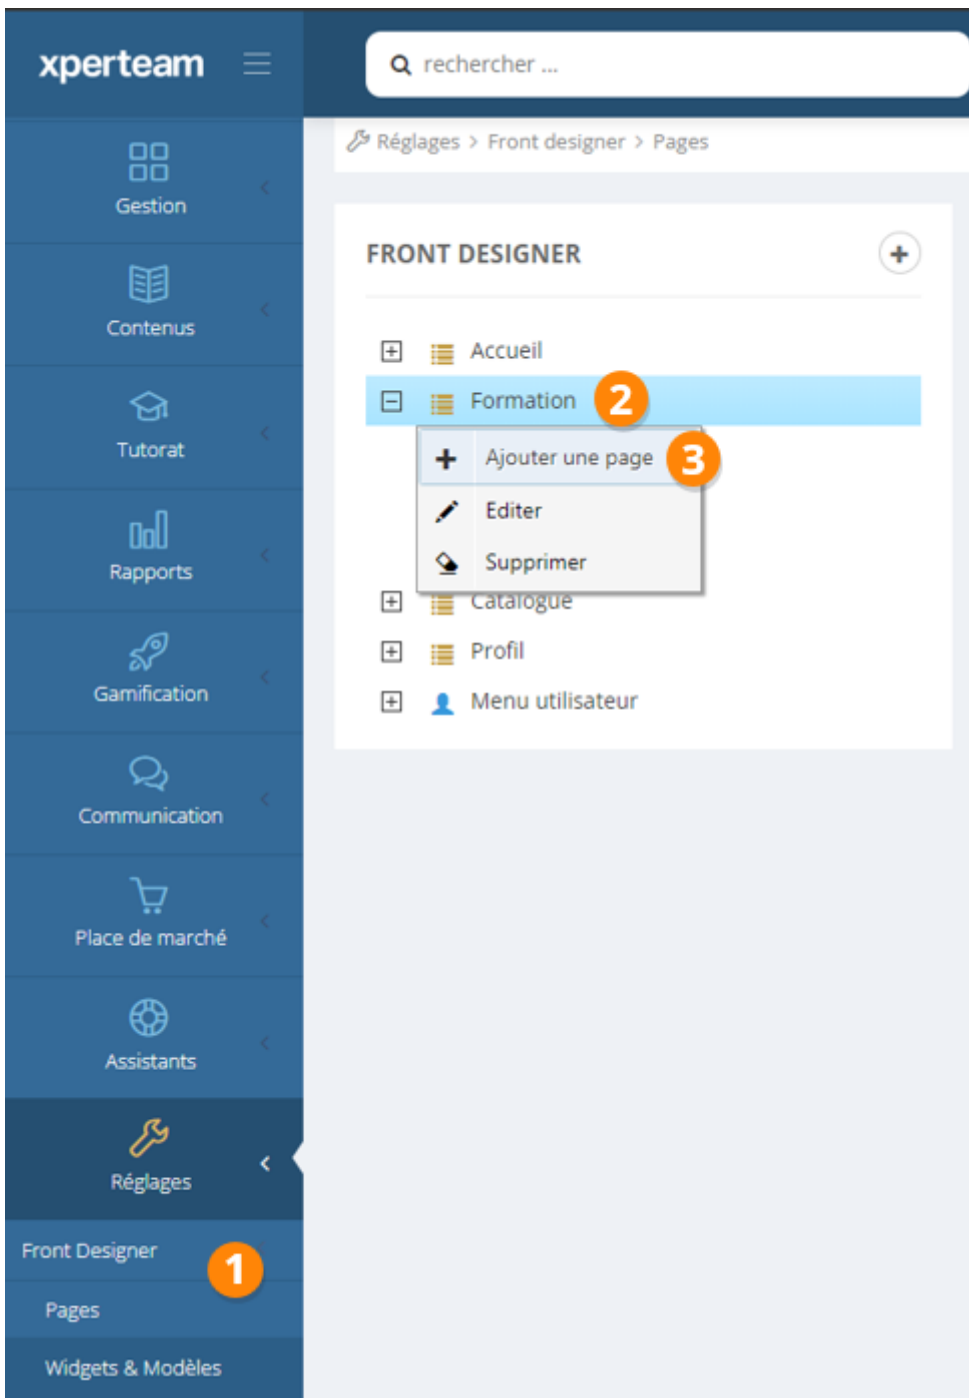 xperteam
rechercher ...
Réglages > Front designer > Pages
Gestion
Contenus
Tutorat
Rapports
Gamification
Communication
Place de marché
Assistants
Réglages
Front Designer
1
Pages
Widgets & Modèles
FRONT DESIGNER
Accueil
Formation 2
Ajouter une page 3
Editer
Supprimer
Catalogue
Profil
Menu utilisateur